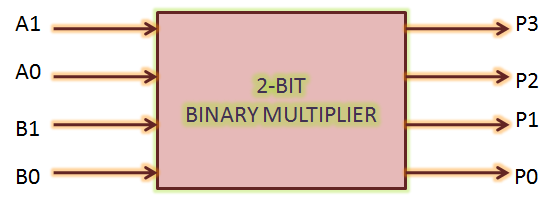 A1
A0
B1
B0
2-BIT
BINARY MULTIPLIER
P3
P2
P1
P0